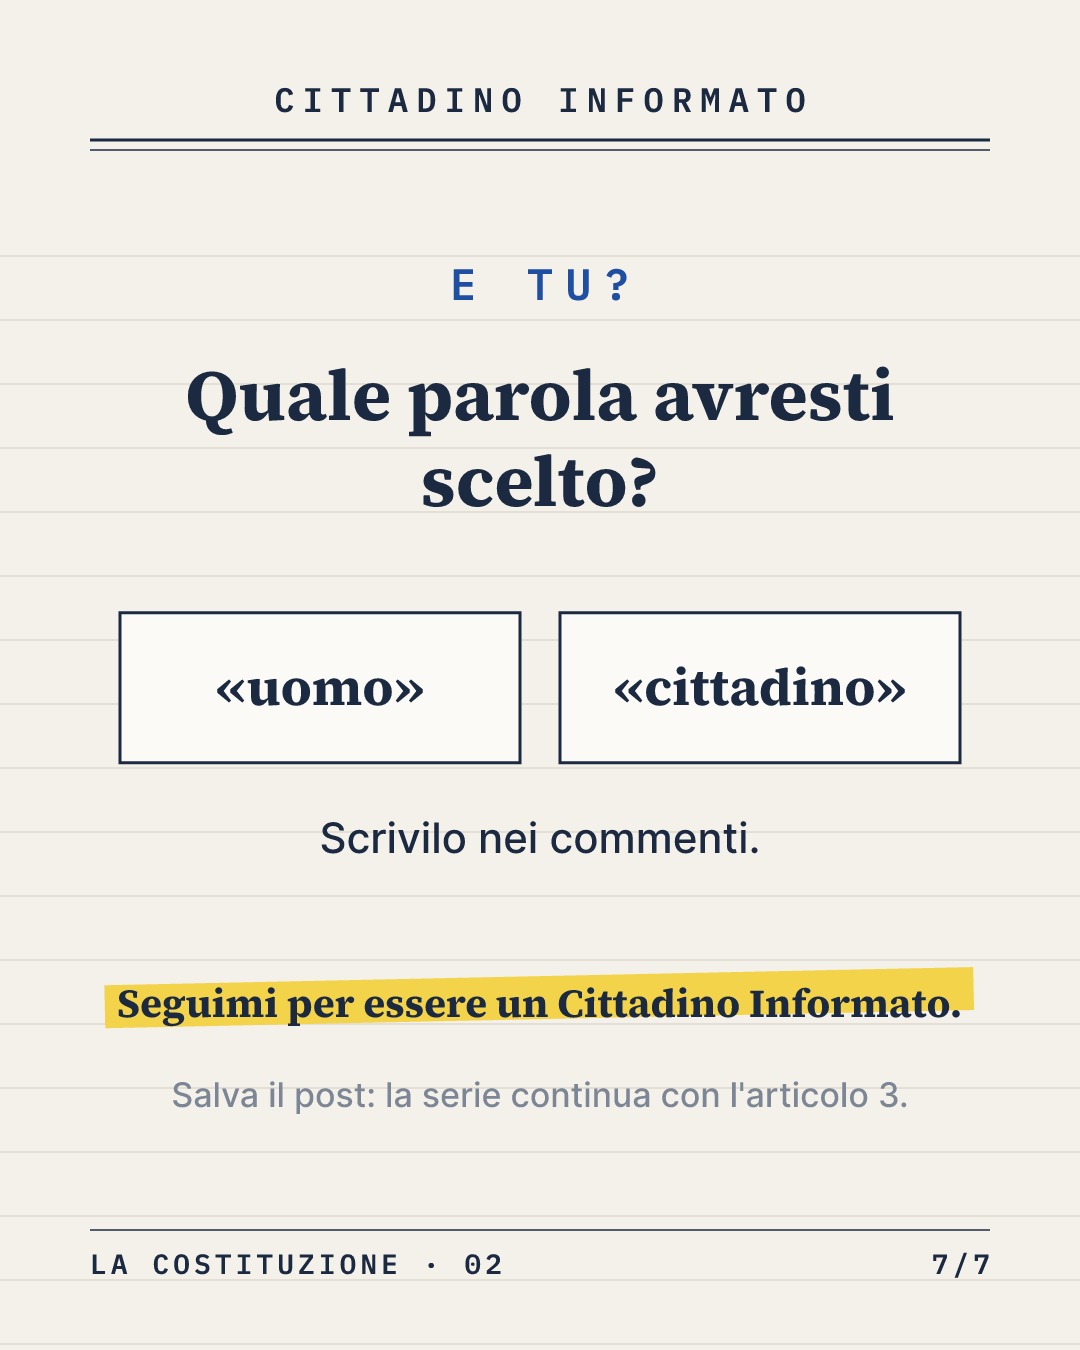 CITTADINO INFORMATO
E TU?
Quale parola avresti
scelto?
«uomo» «cittadino»
Scrivilo nei commenti.
Seguimi per essere un Cittadino Informato.
Salva il post: la serie continua con l'articolo 3.
LA COSTITUZIONE · 02 7/7